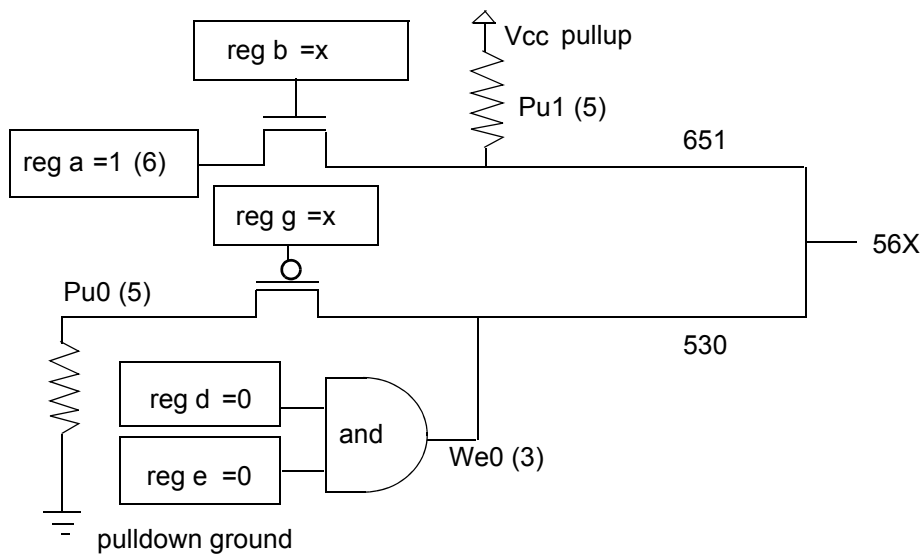 reg b =x
Vcc pullup
Pu1 (5)
651
reg a =1 (6)
reg g =x
56X
Pu0 (5)
530
reg d =0
and
We0 (3)
reg e =0
pulldown ground